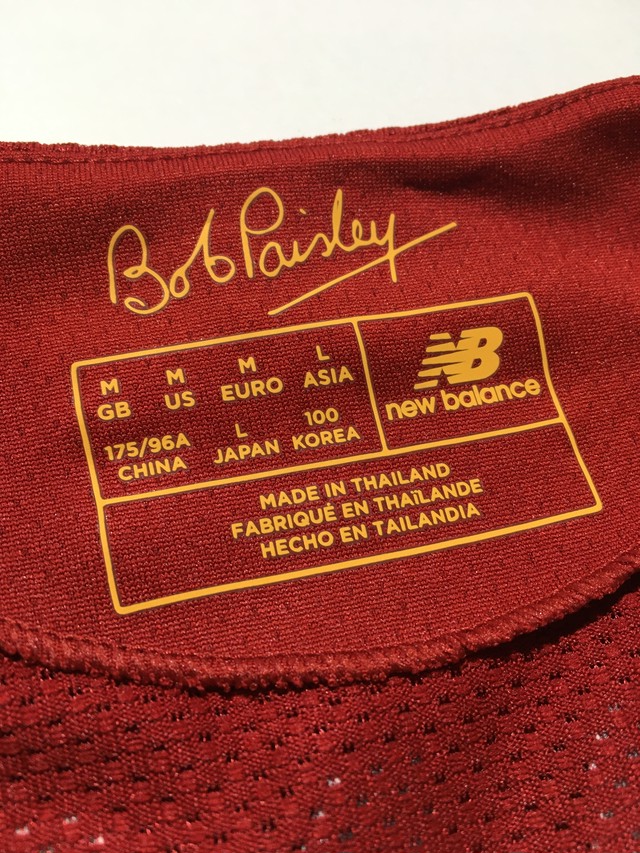 Bob Paisley
M M M L
GB US EURO ASIA
175/96A L 100
CHINA JAPAN KOREA
NB
new balance
MADE IN THAILAND
FABRIQUÉ EN THAÏLANDE
HECHO EN TAILANDIA